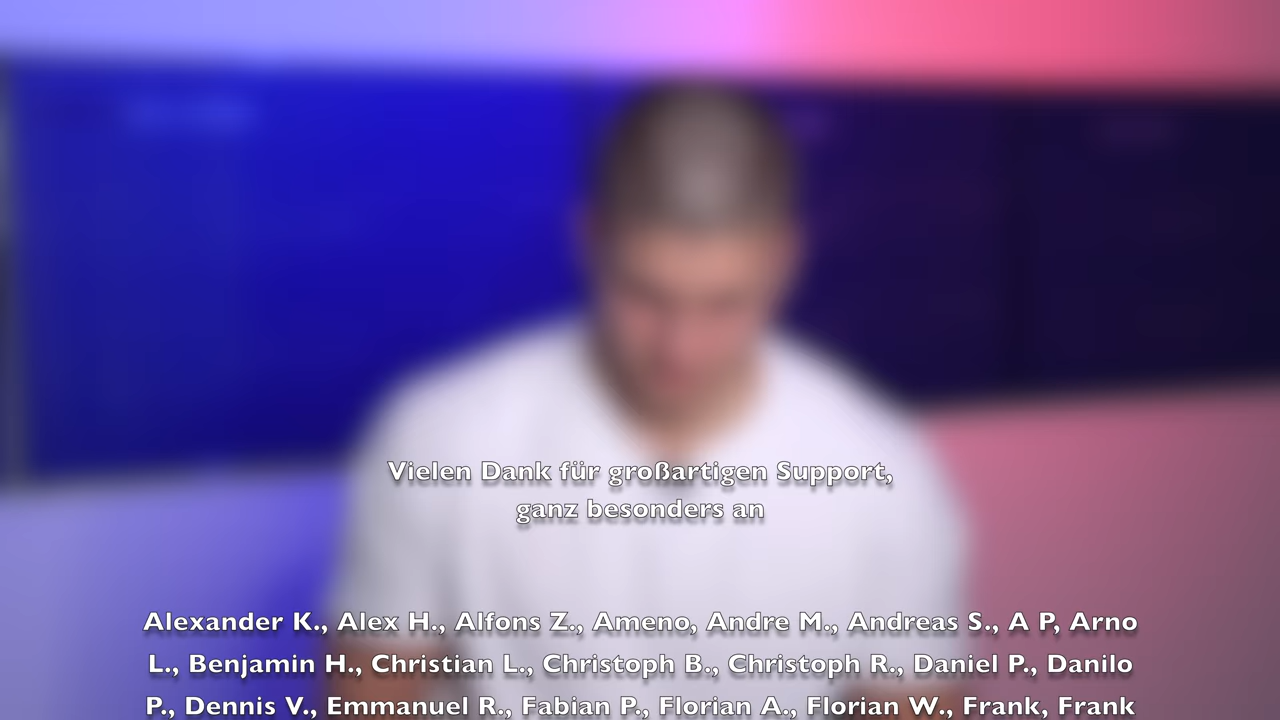 Vielen Dank für großartigen Support,
ganz besonders an
Alexander K., Alex H., Alfons Z., Ameno, Andre M., Andreas S., A P, Arno
L., Benjamin H., Christian L., Christoph B., Christoph R., Daniel P., Danilo
P., Dennis V., Emmanuel R., Fabian P., Florian A., Florian W., Frank, Frank